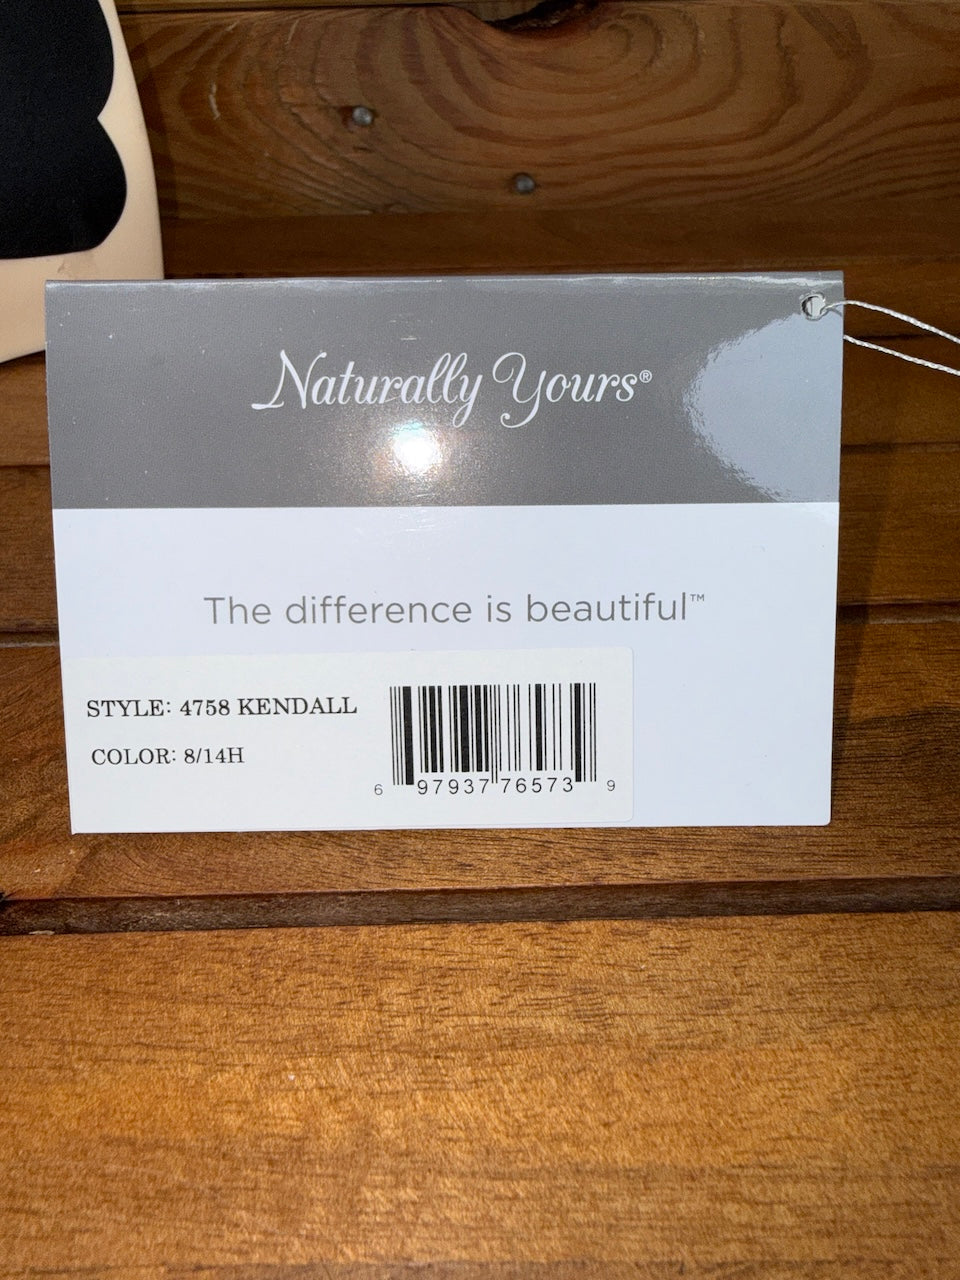 Naturally Yours®
The difference is beautiful™
STYLE: 4758 KENDALL
COLOR: 8/14H
6 97937 76573 9